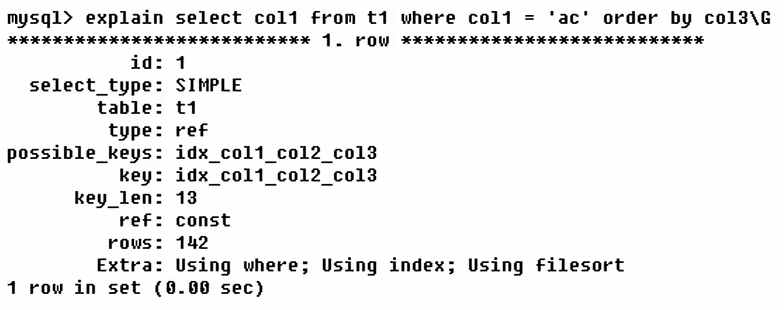 mysql> explain select col1 from t1 where col1 = 'ac' order by col3\G
*************************** 1. row ***************************
id: 1
select_type: SIMPLE
table: t1
type: ref
possible_keys: idx_col1_col2_col3
key: idx_col1_col2_col3
key_len: 13
ref: const
rows: 142
Extra: Using where; Using index; Using filesort
1 row in set (0.00 sec)